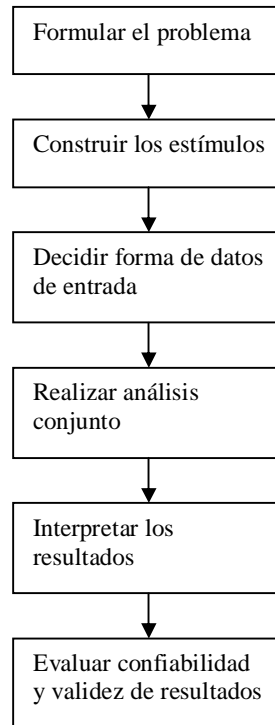 Formular el problema
Construir los estímulos
Decidir forma de datos
de entrada
Realizar análisis
conjunto
Interpretar los
resultados
Evaluar confiabilidad
y validez de resultados